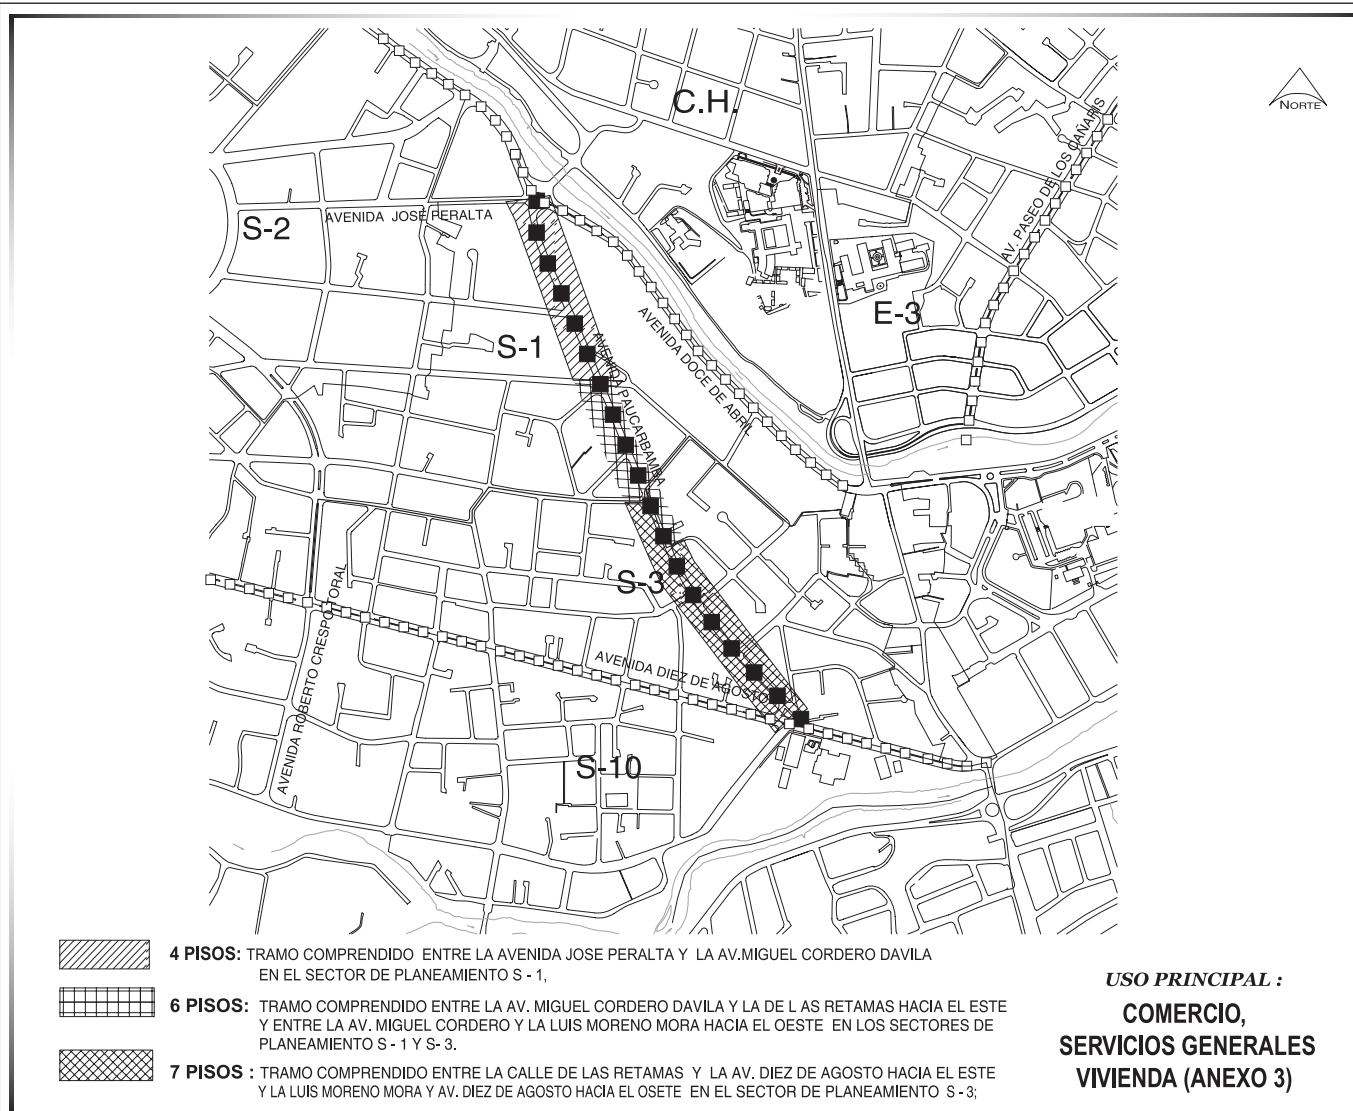 NORTE
C.H.
AV. PASEO DE LOS CAÑARIS
AVENIDA JOSE PERALTA
S-2
E-3
S-1
AVENIDA DOCE DE ABRIL
AVENIDA PAUCARBAMBA
S-3
AVENIDA ROBERTO CRESPO TORAL
AVENIDA DIEZ DE AGOSTO
S-10
4 PISOS: TRAMO COMPRENDIDO ENTRE LA AVENIDA JOSE PERALTA Y LA AV.MIGUEL CORDERO DAVILA
EN EL SECTOR DE PLANEAMIENTO S - 1,
6 PISOS: TRAMO COMPRENDIDO ENTRE LA AV. MIGUEL CORDERO DAVILA Y LA DE L AS RETAMAS HACIA EL ESTE
Y ENTRE LA AV. MIGUEL CORDERO Y LA LUIS MORENO MORA HACIA EL OESTE EN LOS SECTORES DE
PLANEAMIENTO S - 1 Y S- 3.
7 PISOS : TRAMO COMPRENDIDO ENTRE LA CALLE DE LAS RETAMAS Y LA AV. DIEZ DE AGOSTO HACIA EL ESTE
Y LA LUIS MORENO MORA Y AV. DIEZ DE AGOSTO HACIA EL OSETE EN EL SECTOR DE PLANEAMIENTO S - 3;
USO PRINCIPAL :
COMERCIO,
SERVICIOS GENERALES
VIVIENDA (ANEXO 3)